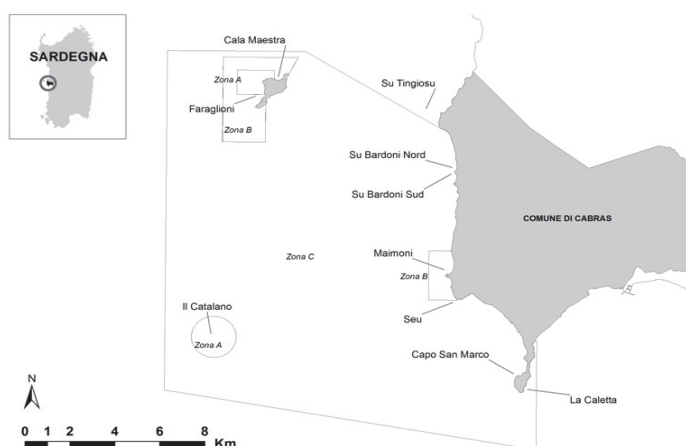 SARDEGNA
Cala Maestra
Zona A
Faraglioni
Zona B
Su Tingiosu
Su Bardoni Nord
Su Bardoni Sud
COMUNE DI CABRAS
Maimoni
Zona C
Zona B
Il Catalano
Seu
Zona A
Capo San Marco
La Caletta
N
0 1 2 4 6 8
Km